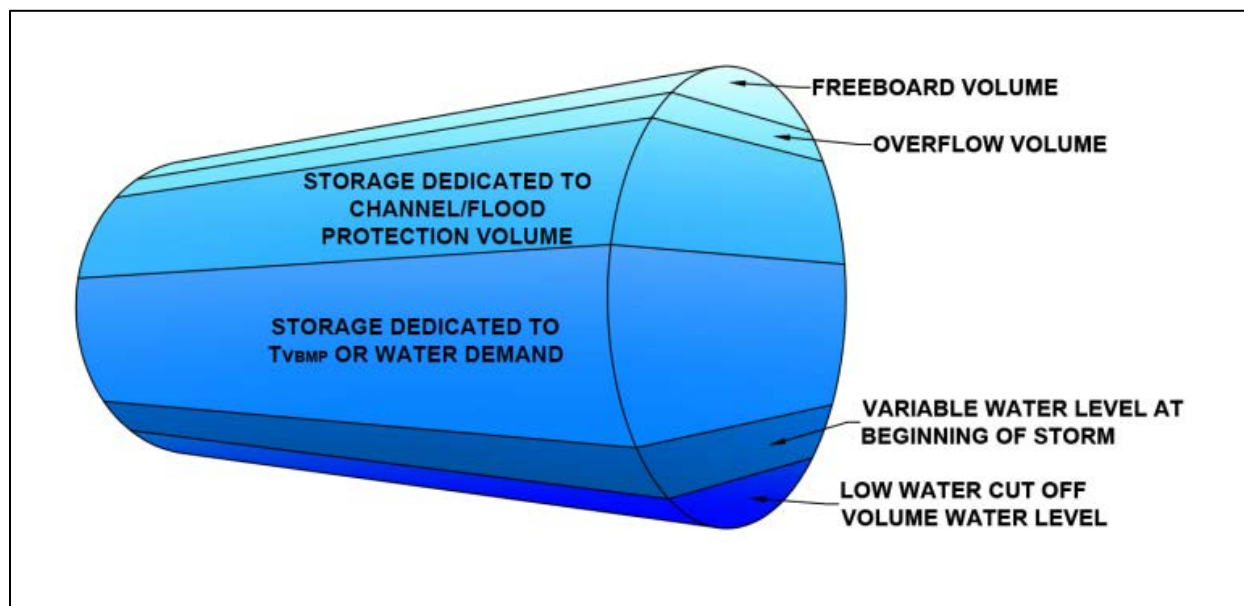 FREEBOARD VOLUME
OVERFLOW VOLUME
STORAGE DEDICATED TO
CHANNEL/FLOOD
PROTECTION VOLUME
STORAGE DEDICATED TO
TVBMP OR WATER DEMAND
VARIABLE WATER LEVEL AT
BEGINNING OF STORM
LOW WATER CUT OFF
VOLUME WATER LEVEL